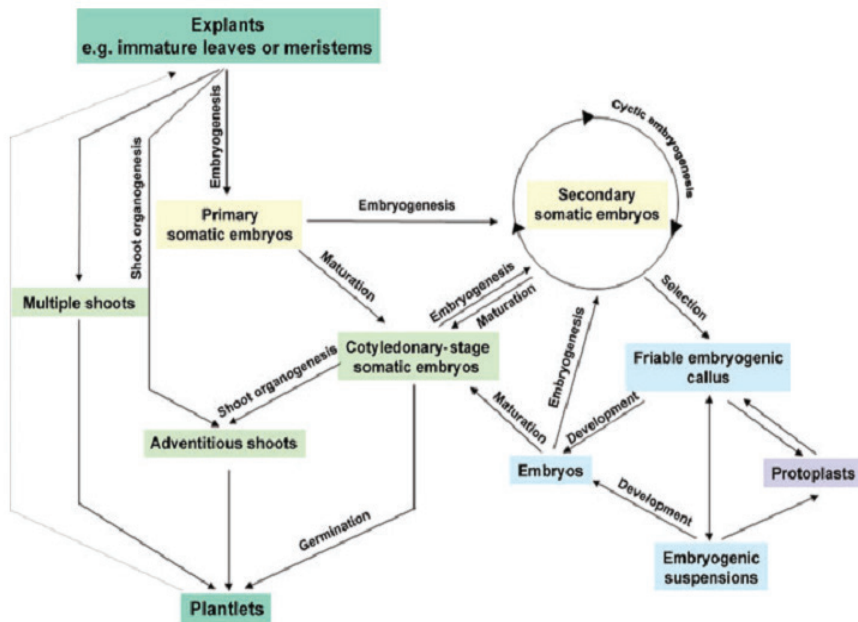 Explants
e.g. immature leaves or meristems
Embryogenesis
Shoot organogenesis
Cyclic embryogenesis
Primary
somatic embryos
Embryogenesis
Secondary
somatic embryos
Maturation
Multiple shoots
Embryogenesis
Maturation
Selection
Cotyledonary-stage
somatic embryos
Embryogenesis
Friable embryogenic
callus
Shoot organogenesis
Maturation
Development
Adventitious shoots
Embryos
Protoplasts
Development
Germination
Embryogenic
suspensions
Plantlets